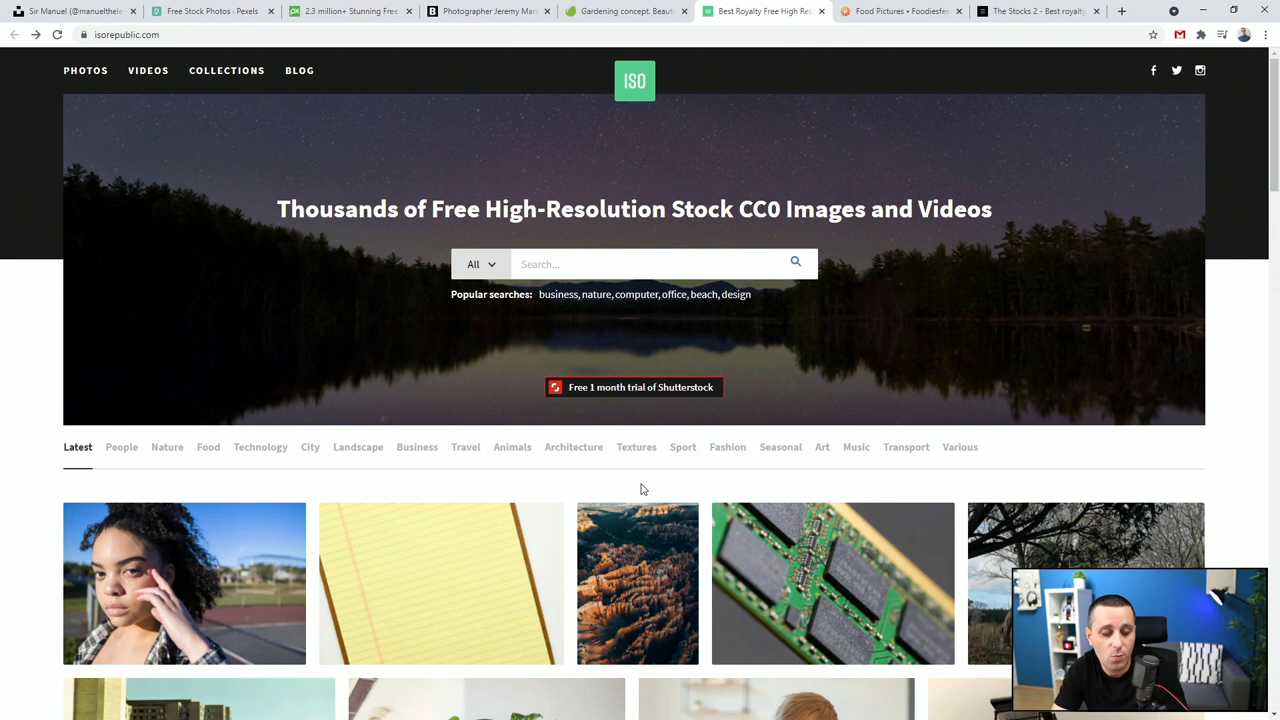 Sir Manuel (@manuelthele
Free Stock Photos - Pexels
2.3 million+ Stunning Free
Photographer Jeremy Mara
Gardening concept. Beaut
Best Royalty Free High Res
Food Pictures • Foodiesfee
The Stocks 2 - Best royalty
isorepublic.com
PHOTOS
VIDEOS
COLLECTIONS
BLOG
ISO
Thousands of Free High-Resolution Stock CC0 Images and Videos
All
Search...
Popular searches: business, nature, computer, office, beach, design
Free 1 month trial of Shutterstock
Latest
People
Nature
Food
Technology
City
Landscape
Business
Travel
Animals
Architecture
Textures
Sport
Fashion
Seasonal
Art
Music
Transport
Various